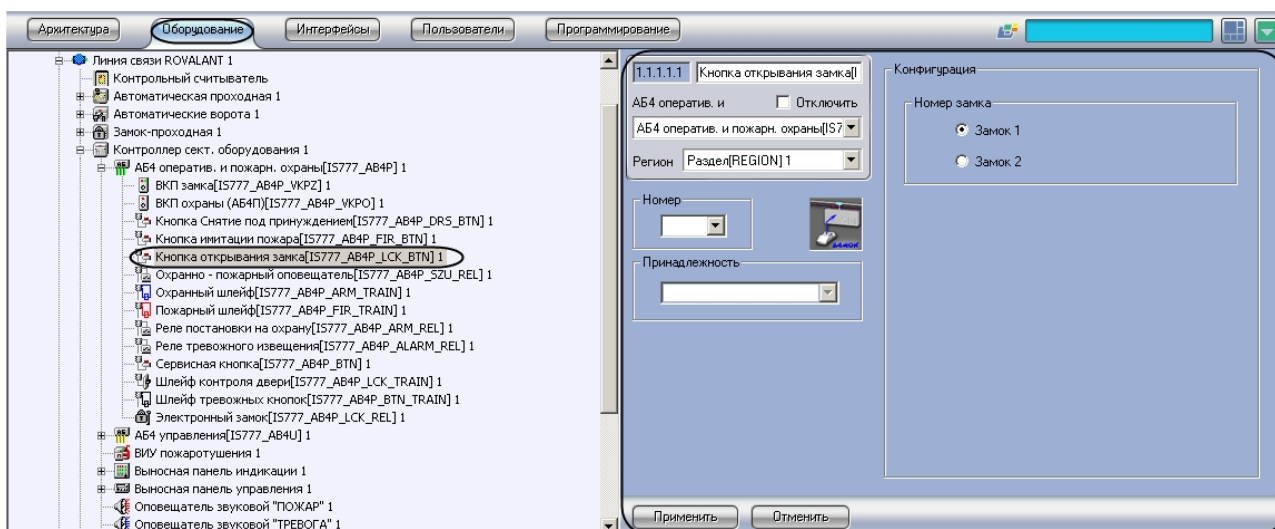 Архитектура
Оборудование
Интерфейсы
Пользователи
Программирование
Линия связи ROVALANT 1
Контрольный считыватель
Автоматическая проходная 1
Автоматические ворота 1
Замок-проходная 1
Контроллер сект. оборудования 1
АБ4 оператив. и пожарн. охраны[IS777_AB4P] 1
ВКП замка[IS777_AB4P_VKPZ] 1
ВКП охраны (АБ4П)[IS777_AB4P_VKPO] 1
Кнопка Снятие под принуждением[IS777_AB4P_DRS_BTN] 1
Кнопка имитации пожара[IS777_AB4P_FIR_BTN] 1
Кнопка открывания замка[IS777_AB4P_LCK_BTN] 1
Охранно - пожарный оповещатель[IS777_AB4P_SZU_REL] 1
Охранный шлейф[IS777_AB4P_ARM_TRAIN] 1
Пожарный шлейф[IS777_AB4P_FIR_TRAIN] 1
Реле постановки на охрану[IS777_AB4P_ARM_REL] 1
Реле тревожного извещения[IS777_AB4P_ALARM_REL] 1
Сервисная кнопка[IS777_AB4P_BTN] 1
Шлейф контроля двери[IS777_AB4P_LCK_TRAIN] 1
Шлейф тревожных кнопок[IS777_AB4P_BTN_TRAIN] 1
Электронный замок[IS777_AB4P_LCK_REL] 1
АБ4 управления[IS777_AB4U] 1
ВИУ пожаротушения 1
Выносная панель индикации 1
Выносная панель управления 1
Оповещатель звуковой "ПОЖАР" 1
Оповещатель звуковой "ТРЕВОГА" 1
1.1.1.1.1 Кнопка открывания замка[I
АБ4 оператив. и Отключить
АБ4 оператив. и пожарн. охраны[IS7
Регион Раздел[REGION] 1
Номер
ЗАМОК
Принадлежность
Конфигурация
Номер замка
Замок 1
Замок 2
Применить
Отменить